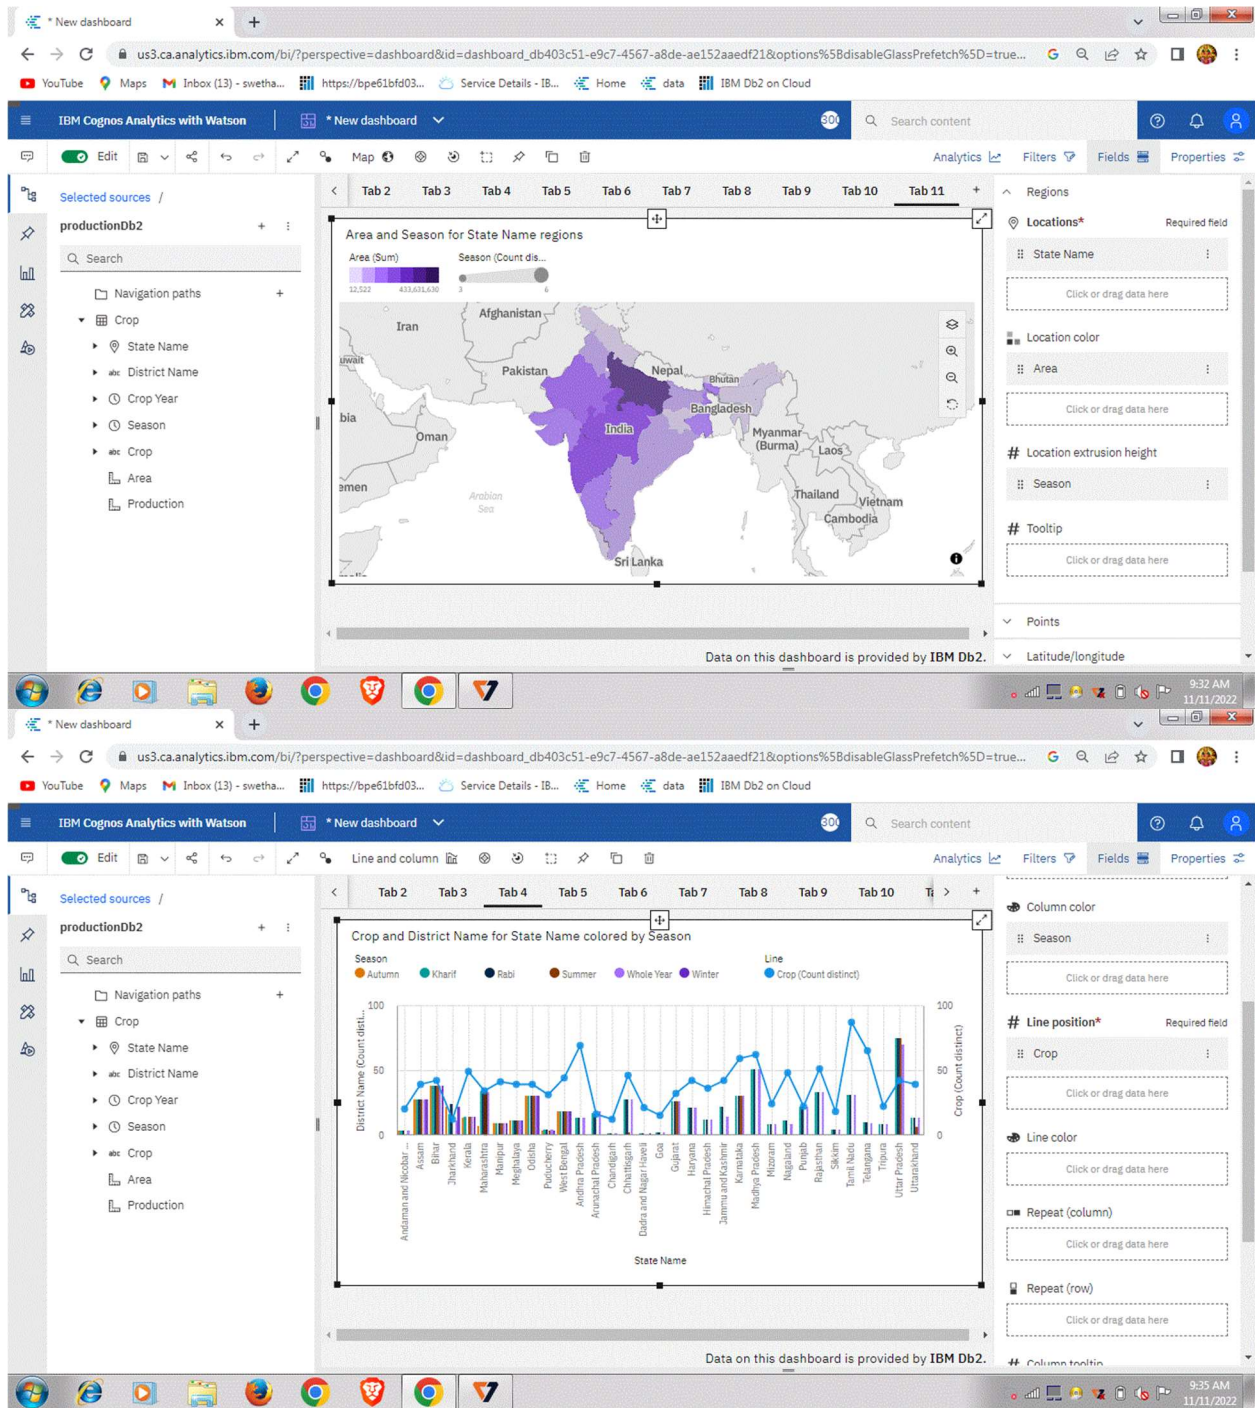 * New dashboard
us3.ca.analytics.ibm.com/bi/?perspective=dashboard&id=dashboard_db403c51-e9c7-4567-a8de-ae152aaedf21&options%5BdisableGlassPrefetch%5D=true...
YouTube Maps Inbox (13) - swetha... https://bpe61bfd03... Service Details - IB... Home data IBM Db2 on Cloud
IBM Cognos Analytics with Watson * New dashboard Search content
Edit Map Analytics Filters Fields Properties
Selected sources /
productionDb2
Search
Navigation paths
Crop
State Name
abc District Name
Crop Year
Season
abc Crop
Area
Production
Tab 2 Tab 3 Tab 4 Tab 5 Tab 6 Tab 7 Tab 8 Tab 9 Tab 10 Tab 11
Area and Season for State Name regions
Area (Sum) Season (Count dis...
12,522 433,631,630 3 6
Afghanistan
Iran
uwait
Pakistan
Nepal
Bhutan
Bangladesh
bia
Oman
India
Myanmar
(Burma)
Laos
emen
Arabian
Sea
Thailand
Vietnam
Cambodia
Sri Lanka
Data on this dashboard is provided by IBM Db2.
Regions
Locations* Required field
State Name
Click or drag data here
Location color
Area
Click or drag data here
# Location extrusion height
Season
# Tooltip
Click or drag data here
Points
Latitude/longitude
9:32 AM
11/11/2022
* New dashboard
us3.ca.analytics.ibm.com/bi/?perspective=dashboard&id=dashboard_db403c51-e9c7-4567-a8de-ae152aaedf21&options%5BdisableGlassPrefetch%5D=true...
YouTube Maps Inbox (13) - swetha... https://bpe61bfd03... Service Details - IB... Home data IBM Db2 on Cloud
IBM Cognos Analytics with Watson * New dashboard Search content
Edit Line and column Analytics Filters Fields Properties
Selected sources /
productionDb2
Search
Navigation paths
Crop
State Name
abc District Name
Crop Year
Season
abc Crop
Area
Production
Tab 2 Tab 3 Tab 4 Tab 5 Tab 6 Tab 7 Tab 8 Tab 9 Tab 10
Crop and District Name for State Name colored by Season
Season Line
Autumn Kharif Rabi Summer Whole Year Winter Crop (Count distinct)
District Name (Count disti...
100
50
0
100
50
0
Crop (Count distinct)
Andaman and Nicobar ...
Assam
Bihar
Jharkhand
Kerala
Maharashtra
Manipur
Meghalaya
Odisha
Puducherry
West Bengal
Andhra Pradesh
Arunachal Pradesh
Chandigarh
Chhattisgarh
Dadra and Nagar Haveli
Goa
Gujarat
Haryana
Himachal Pradesh
Jammu and Kashmir
Karnataka
Madhya Pradesh
Mizoram
Nagaland
Punjab
Rajasthan
Sikkim
Tamil Nadu
Telangana
Tripura
Uttar Pradesh
Uttarakhand
State Name
Data on this dashboard is provided by IBM Db2.
Column color
Season
Click or drag data here
# Line position* Required field
Crop
Click or drag data here
Line color
Click or drag data here
Repeat (column)
Click or drag data here
Repeat (row)
Click or drag data here
# Column tooltip
9:35 AM
11/11/2022